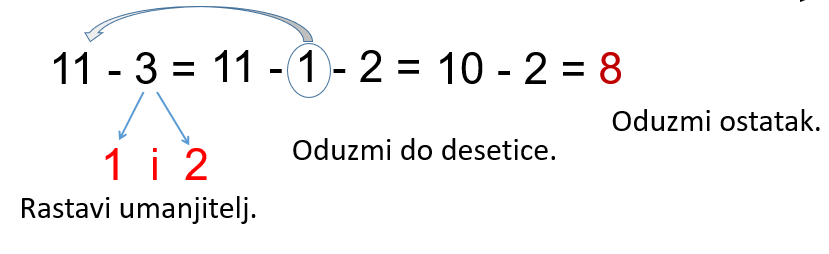 11 - 3 = 11 - 1 - 2 = 10 - 2 = 8
Oduzmi ostatak.
Oduzmi do desetice.
1 i 2
Rastavi umanjitelj.